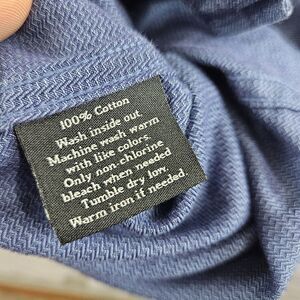 100% Cotton
Wash inside out
Machine wash warm
with like colors.
Only non-chlorine
bleach when needed
Tumble dry low.
Warm iron if needed.